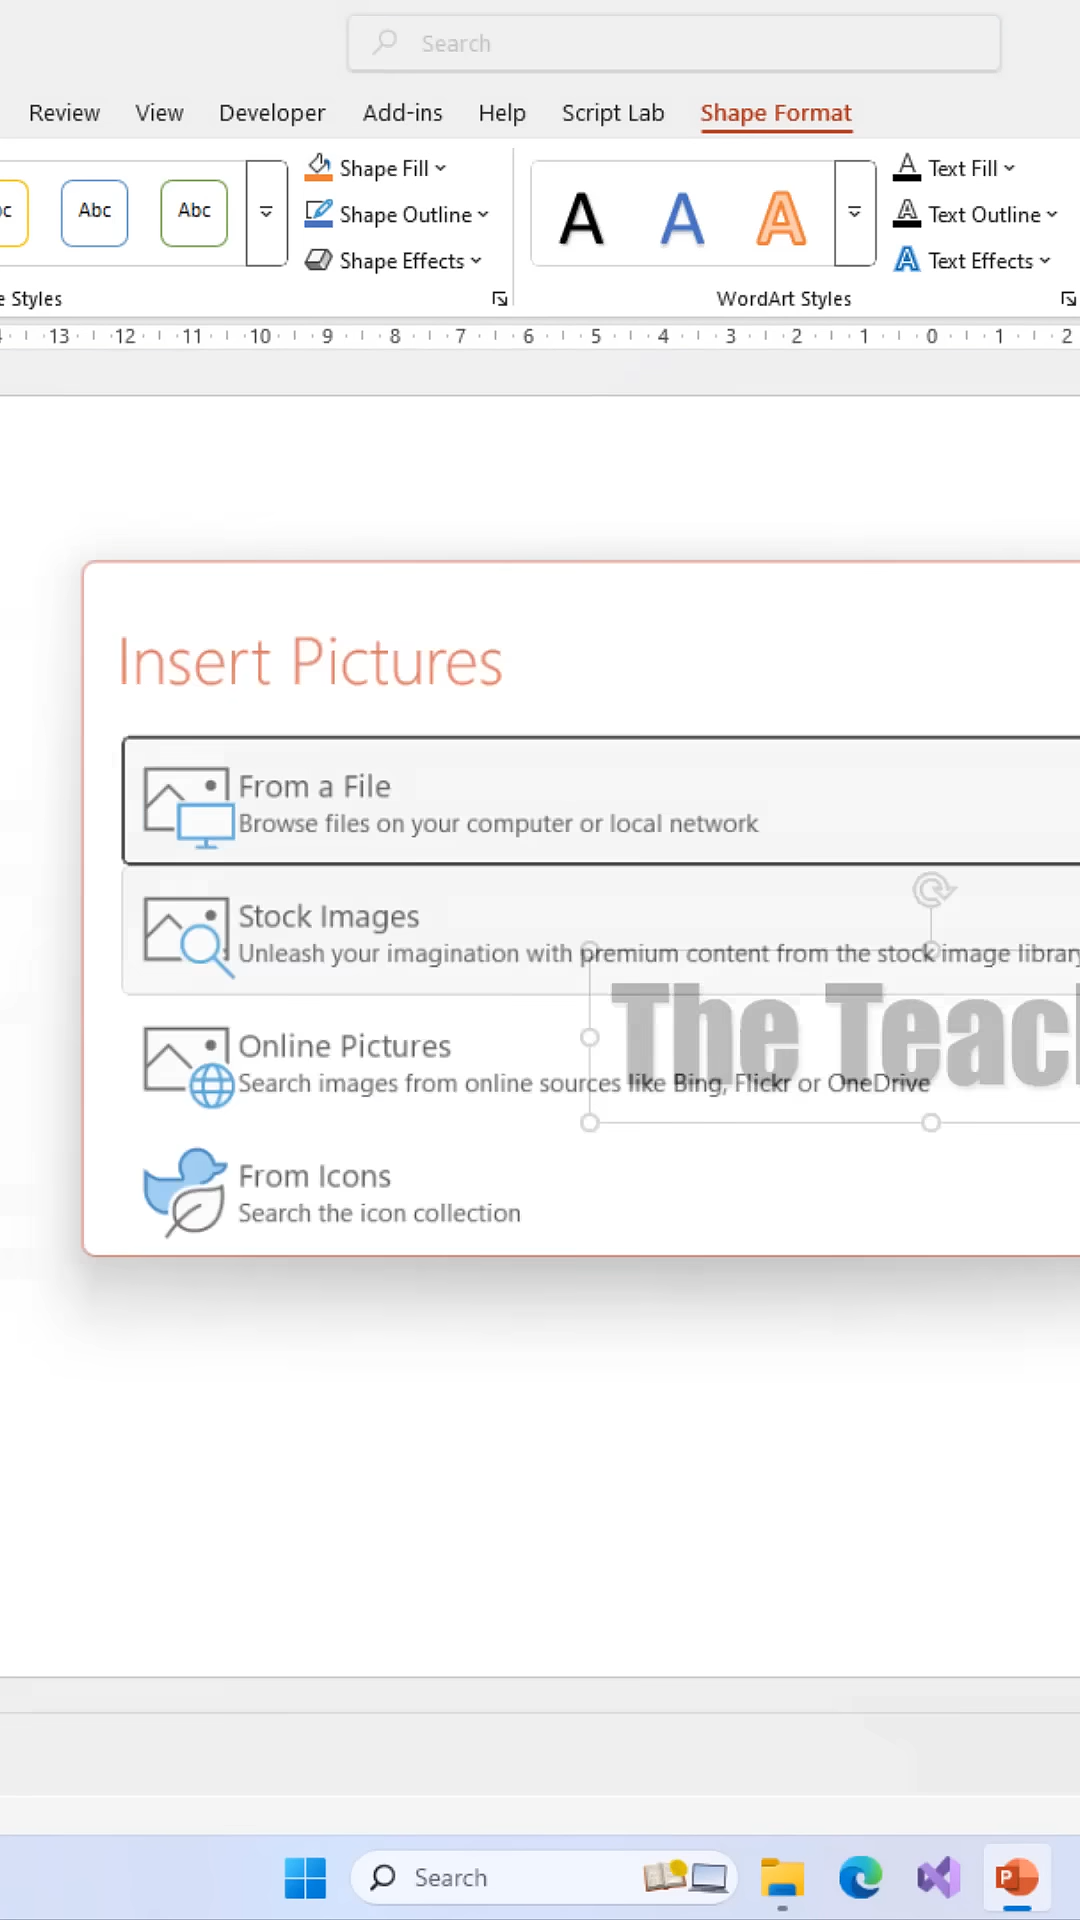 Search
Review View Developer Add-ins Help Script Lab Shape Format
Abc Abc Shape Fill A A A A Text Fill
Shape Outline A Text Outline
Shape Effects A Text Effects
Styles WordArt Styles
13 12 11 10 9 8 7 6 5 4 3 2 1 0 1 2
Insert Pictures
From a File
Browse files on your computer or local network
Stock Images
Unleash your imagination with premium content from the stock image library
The Teach
Online Pictures
Search images from online sources like Bing, Flickr or OneDrive
From Icons
Search the icon collection
Search
P